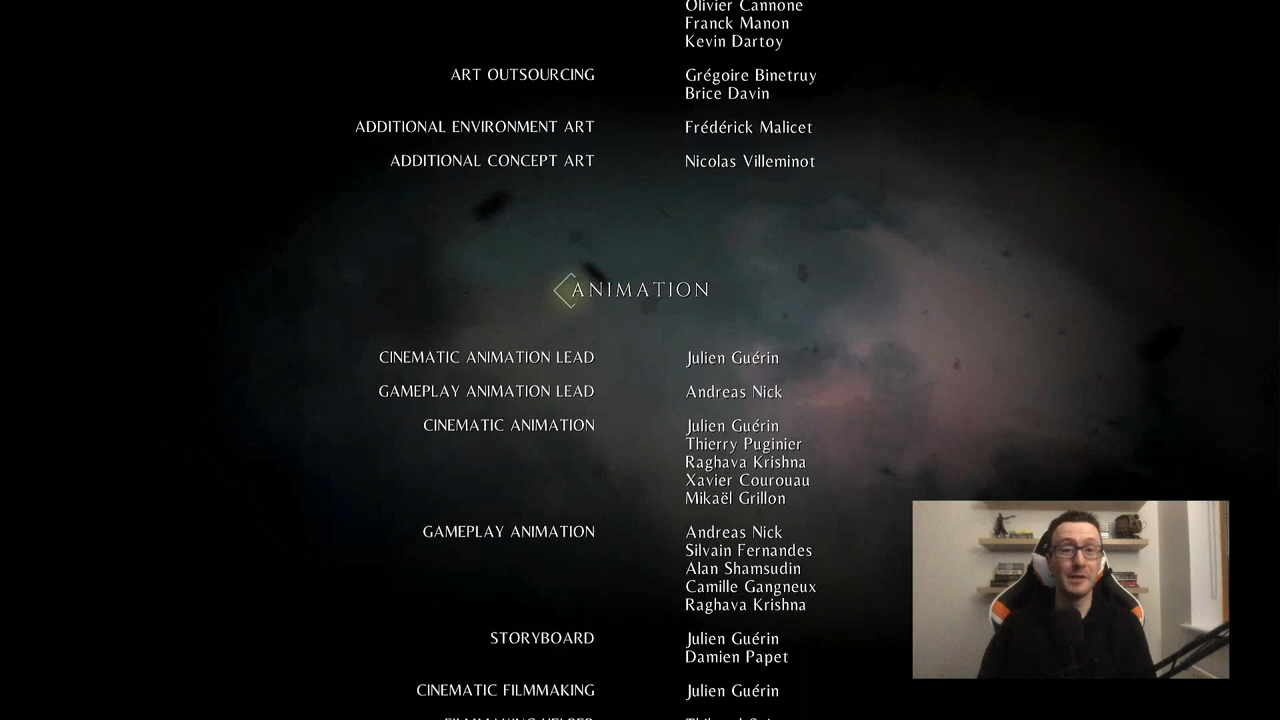 Olivier Cannone
Franck Manon
Kevin Dartoy
ART OUTSOURCING Grégoire Binetruy
Brice Davin
ADDITIONAL ENVIRONMENT ART Frédérick Malicet
ADDITIONAL CONCEPT ART Nicolas Villeminot
ANIMATION
CINEMATIC ANIMATION LEAD Julien Guérin
GAMEPLAY ANIMATION LEAD Andreas Nick
CINEMATIC ANIMATION Julien Guérin
Thierry Puginier
Raghava Krishna
Xavier Courouau
Mikaël Grillon
GAMEPLAY ANIMATION Andreas Nick
Silvain Fernandes
Alan Shamsudin
Camille Gangneux
Raghava Krishna
STORYBOARD Julien Guérin
Damien Papet
CINEMATIC FILMMAKING Julien Guérin